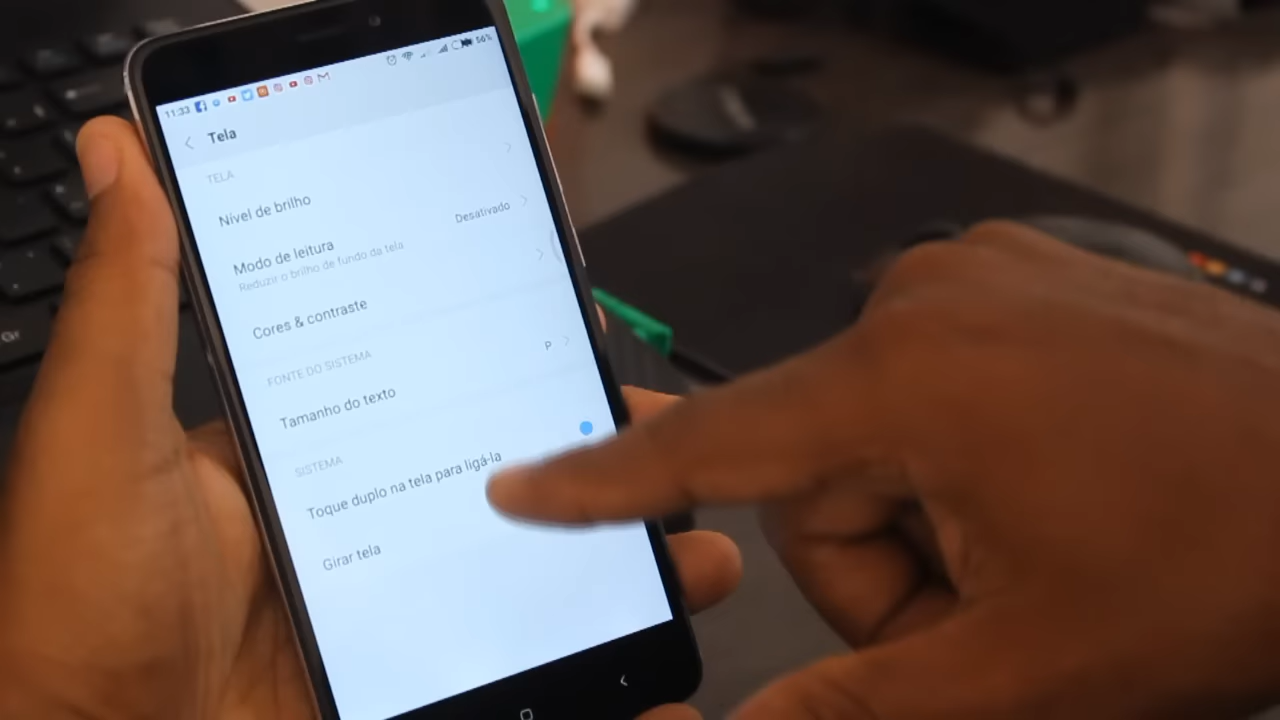 11:33
56%
Tela
TELA
Nível de brilho
Modo de leitura
Desativado
Reduzir o brilho de fundo da tela
Cores & contraste
FONTE DO SISTEMA
Tamanho do texto
P
SISTEMA
Toque duplo na tela para ligá-la
Girar tela
Gr